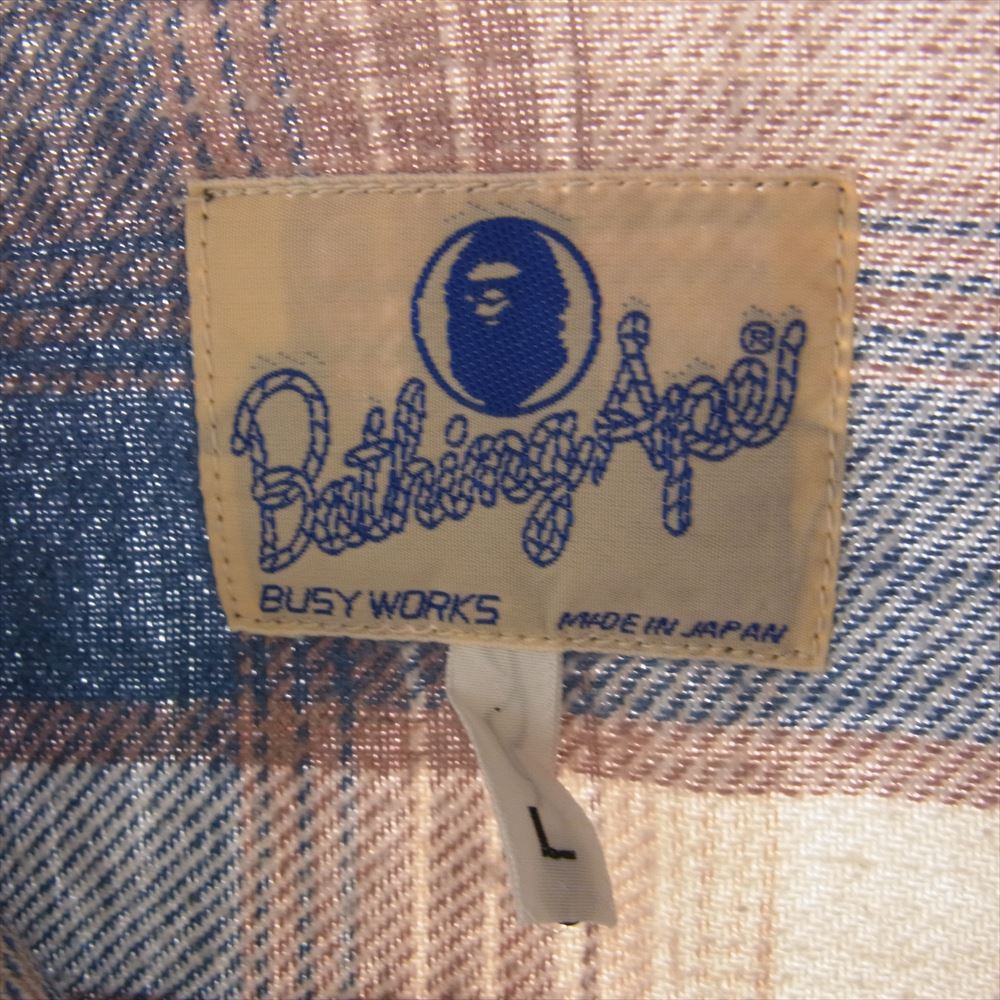 Bathing Ape ®
BUSY WORKS
MADE IN JAPAN
L